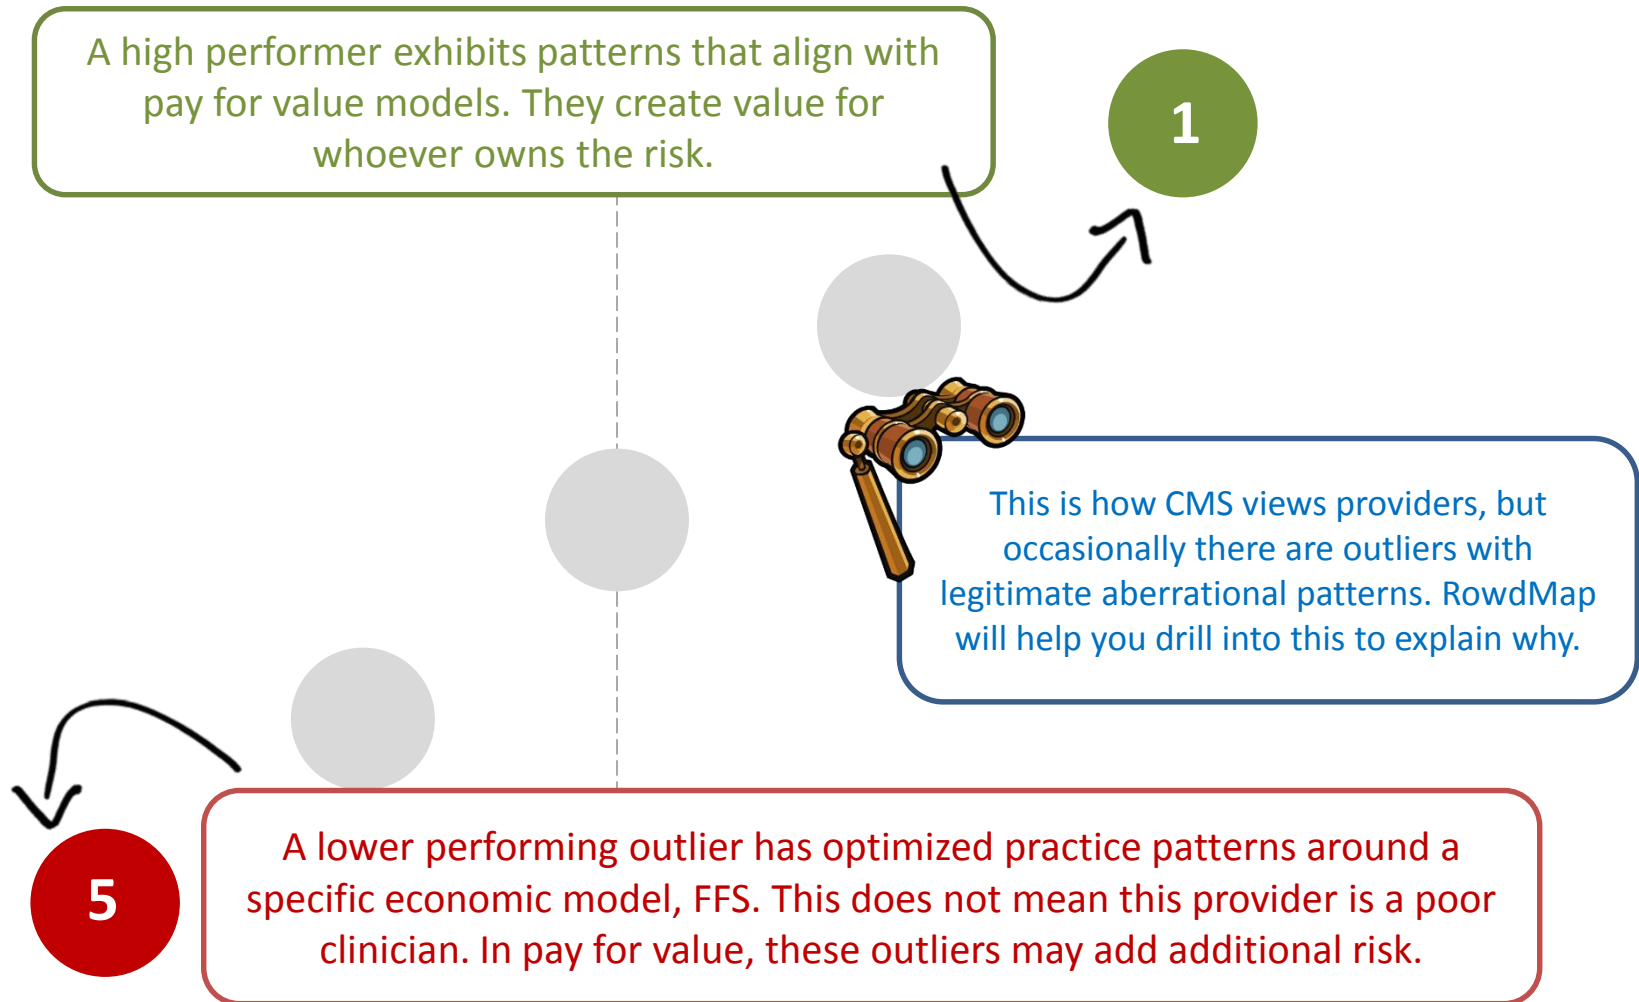 A high performer exhibits patterns that align with
pay for value models. They create value for
whoever owns the risk.
1
This is how CMS views providers, but
occasionally there are outliers with
legitimate aberrational patterns. RowdMap
will help you drill into this to explain why.
5
A lower performing outlier has optimized practice patterns around a
specific economic model, FFS. This does not mean this provider is a poor
clinician. In pay for value, these outliers may add additional risk.